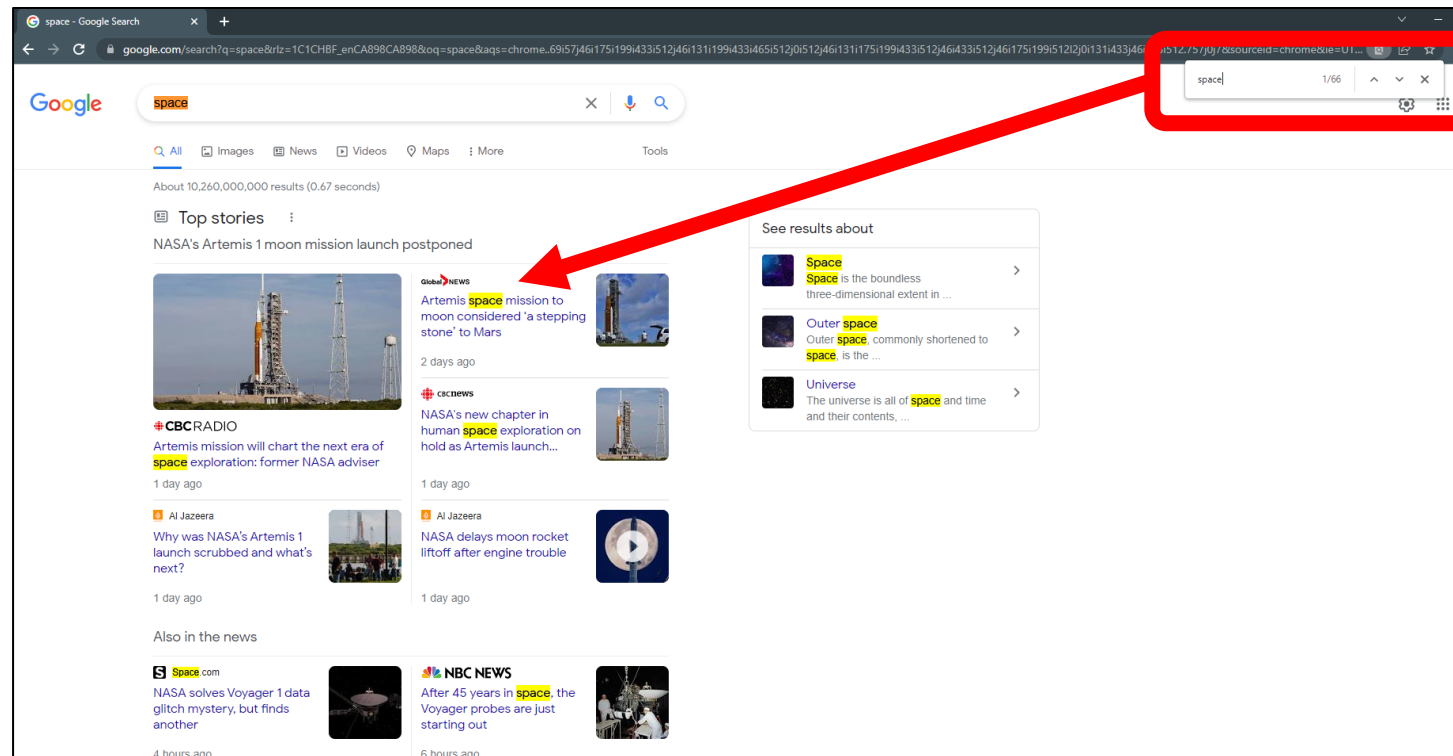 space - Google Search
google.com/search?q=space&rlz=1C1CHBF_enCA898CA898&oq=space&aqs=chrome..69i57j46i175i199i433i512j46i131i199i433i465i512j0i512j46i131i175i199i433i512j46i433i512j46i175i199i512l2j0i131i433j46i
space 1/66
Google
space
All Images News Videos Maps More Tools
About 10,260,000,000 results (0.67 seconds)
Top stories
NASA's Artemis 1 moon mission launch postponed
CBC RADIO
Artemis mission will chart the next era of
space exploration: former NASA adviser
1 day ago
Global NEWS
Artemis space mission to
moon considered 'a stepping
stone' to Mars
2 days ago
CBCNEWS
NASA's new chapter in
human space exploration on
hold as Artemis launch...
1 day ago
Al Jazeera
Why was NASA's Artemis 1
launch scrubbed and what's
next?
1 day ago
Al Jazeera
NASA delays moon rocket
liftoff after engine trouble
1 day ago
Also in the news
Space.com
NASA solves Voyager 1 data
glitch mystery, but finds
another
4 hours ago
NBC NEWS
After 45 years in space, the
Voyager probes are just
starting out
6 hours ago
See results about
Space
Space is the boundless
three-dimensional extent in ...
Outer space
Outer space, commonly shortened to
space, is the ...
Universe
The universe is all of space and time
and their contents, ...